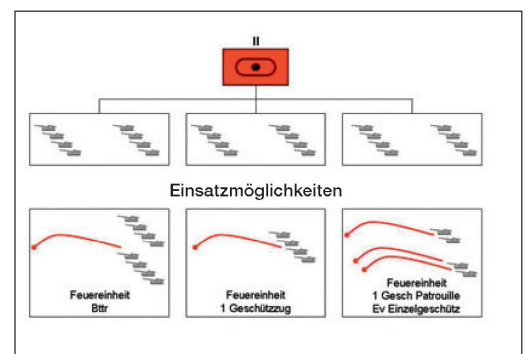 II
Einsatzmöglichkeiten
Feuereinheit
Bttr
Feuereinheit
1 Geschützzug
Feuereinheit
1 Gesch Patrouille
Ev Einzelgeschütz